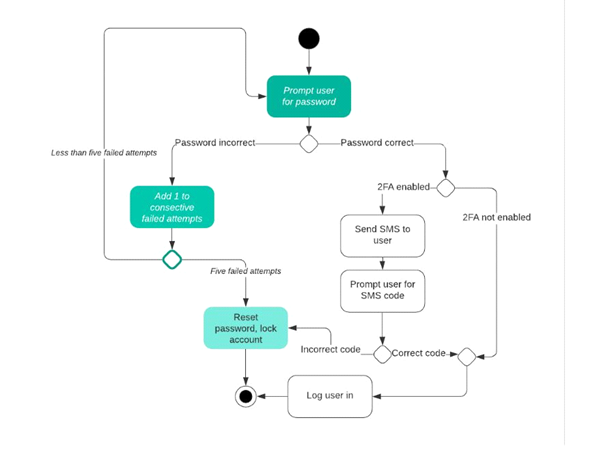 Prompt user
for password
Password incorrect
Password correct
Less than five failed attempts
2FA enabled
Add 1 to
consective
failed attempts
2FA not enabled
Send SMS to
user
Five failed attempts
Prompt user for
SMS code
Reset
password, lock
account
Incorrect code
Correct code
Log user in